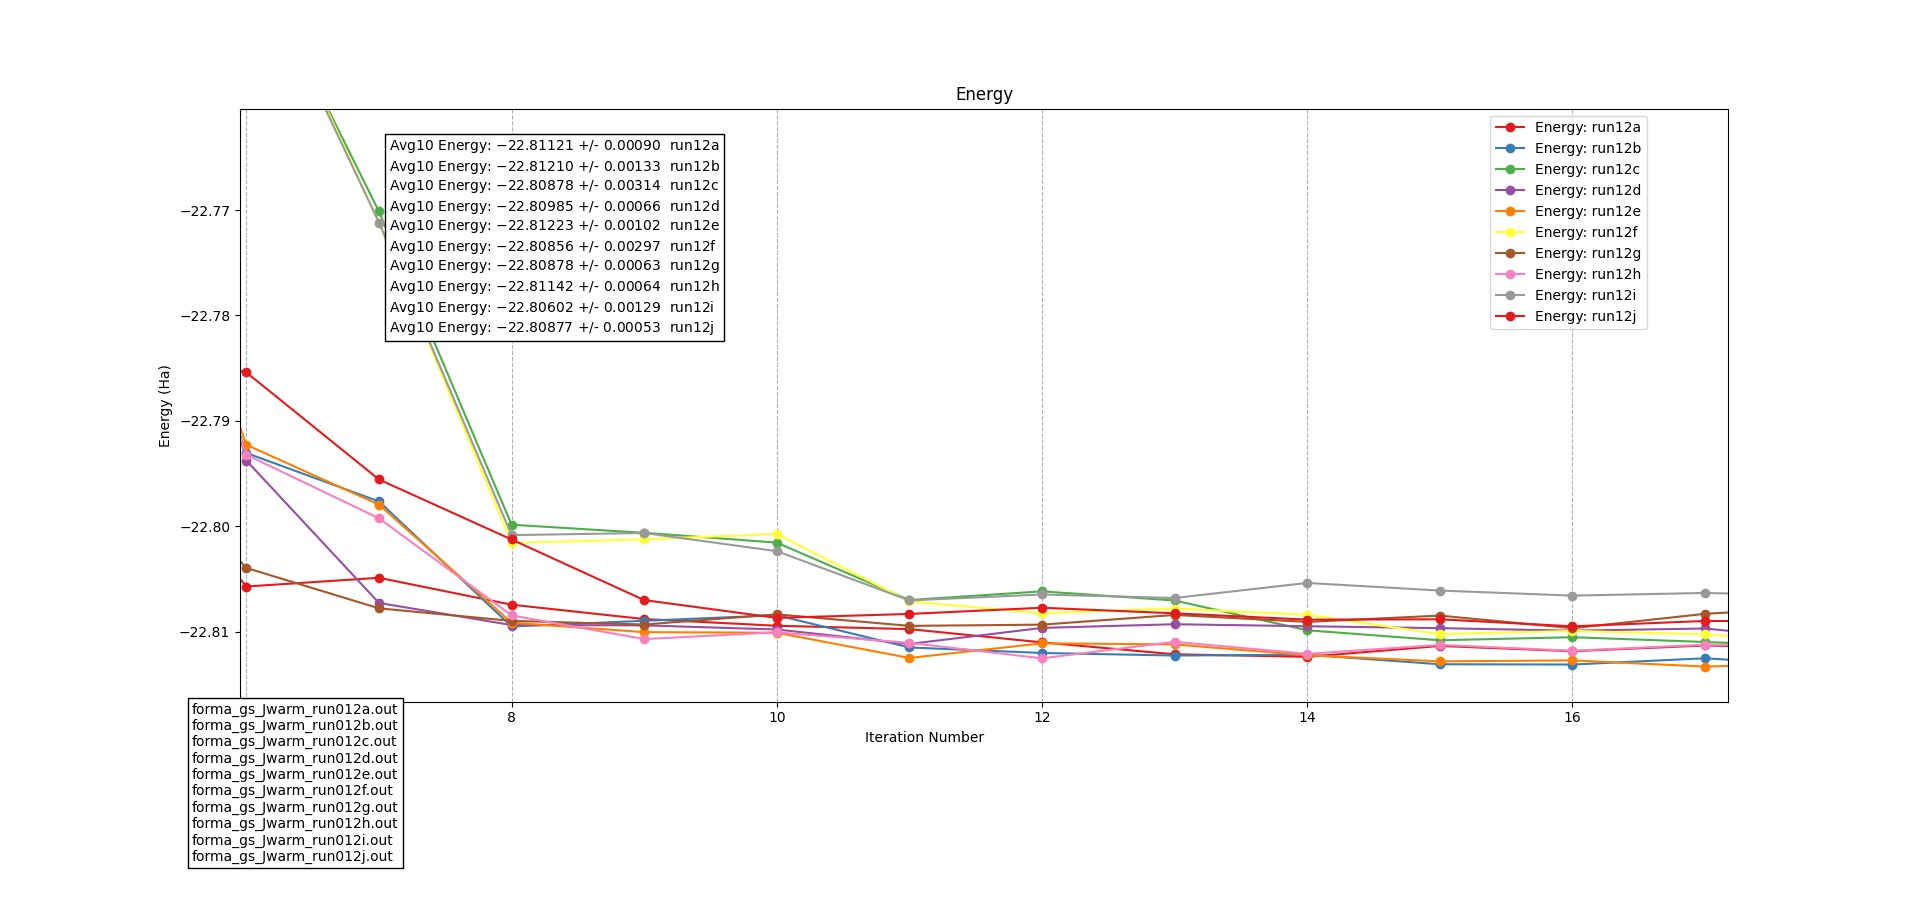 Energy
Avg10 Energy: −22.81121 +/- 0.00090 run12a
Avg10 Energy: −22.81210 +/- 0.00133 run12b
Avg10 Energy: −22.80878 +/- 0.00314 run12c
Avg10 Energy: −22.80985 +/- 0.00066 run12d
Avg10 Energy: −22.81223 +/- 0.00102 run12e
Avg10 Energy: −22.80856 +/- 0.00297 run12f
Avg10 Energy: −22.80878 +/- 0.00063 run12g
Avg10 Energy: −22.81142 +/- 0.00064 run12h
Avg10 Energy: −22.80602 +/- 0.00129 run12i
Avg10 Energy: −22.80877 +/- 0.00053 run12j
Energy: run12a
Energy: run12b
Energy: run12c
Energy: run12d
Energy: run12e
Energy: run12f
Energy: run12g
Energy: run12h
Energy: run12i
Energy: run12j
−22.77
−22.78
−22.79
−22.80
−22.81
Energy (Ha)
8 10 12 14 16
Iteration Number
forma_gs_Jwarm_run012a.out
forma_gs_Jwarm_run012b.out
forma_gs_Jwarm_run012c.out
forma_gs_Jwarm_run012d.out
forma_gs_Jwarm_run012e.out
forma_gs_Jwarm_run012f.out
forma_gs_Jwarm_run012g.out
forma_gs_Jwarm_run012h.out
forma_gs_Jwarm_run012i.out
forma_gs_Jwarm_run012j.out